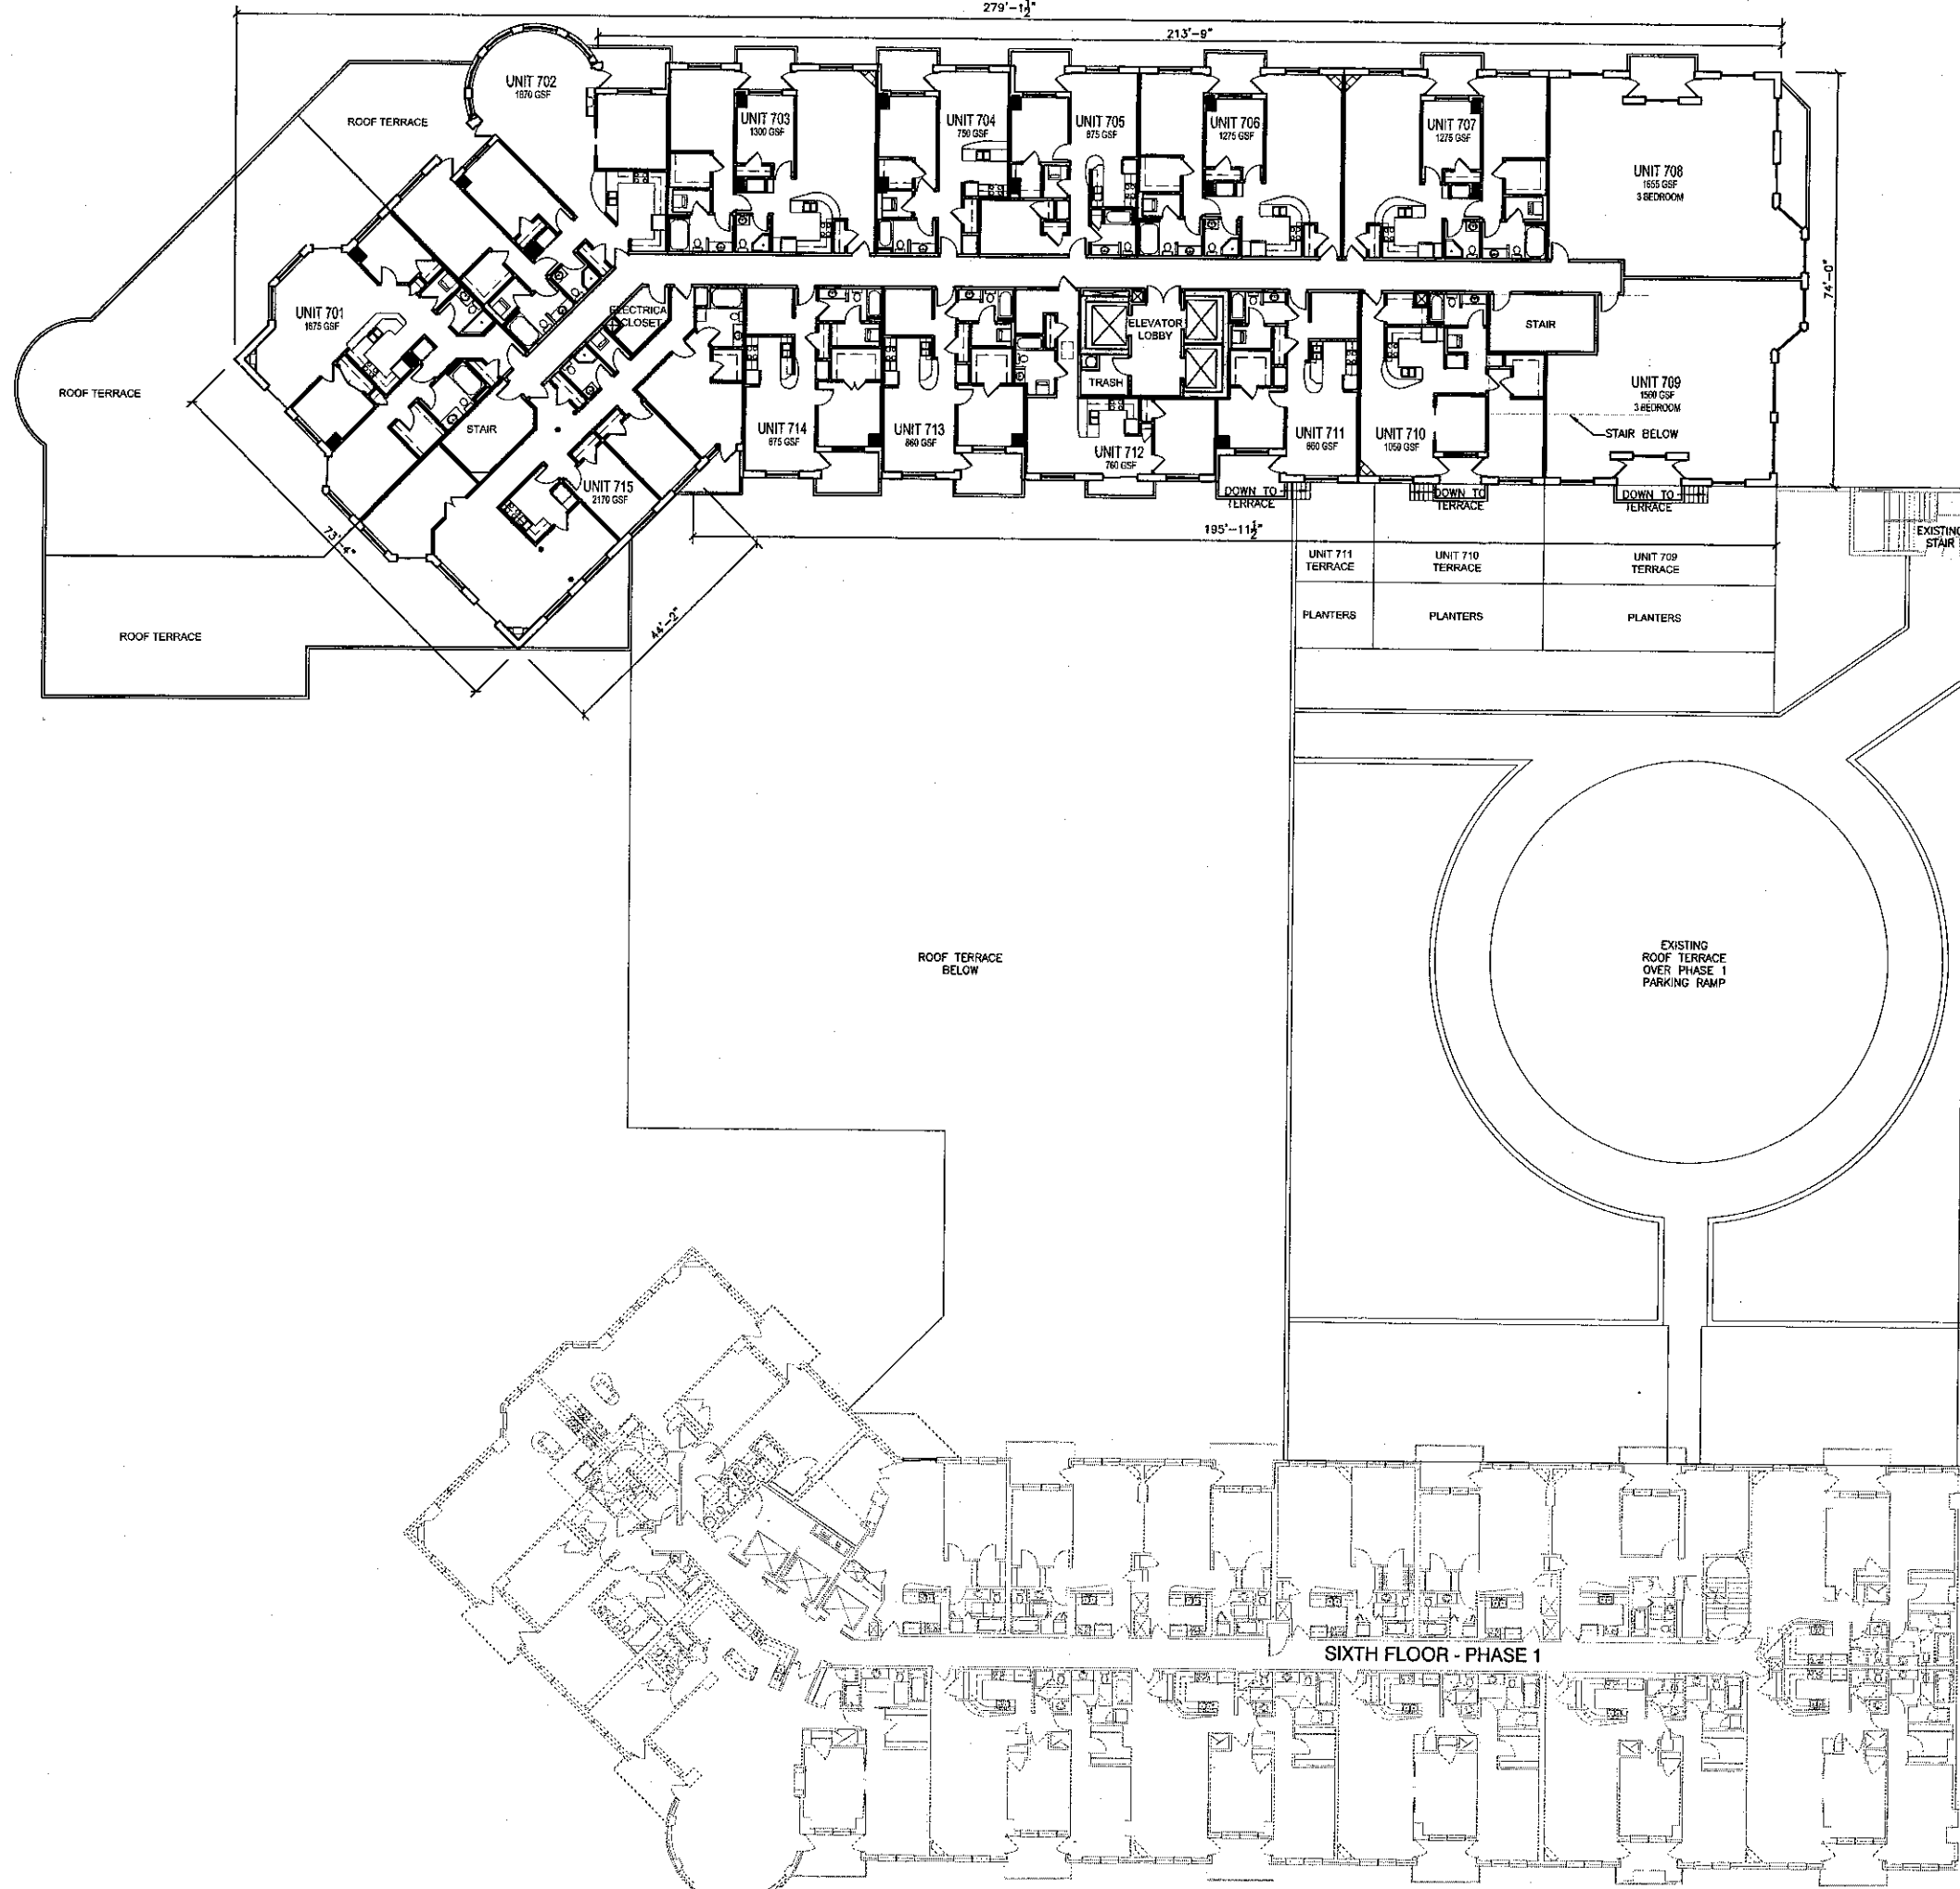 279'-1½"
213'-9"
UNIT 702
1870 GSF
ROOF TERRACE
UNIT 703
1300 GSF
UNIT 704
750 GSF
UNIT 705
875 GSF
UNIT 706
1275 GSF
UNIT 707
1275 GSF
UNIT 708
1655 GSF
3 BEDROOM
74'-0"
UNIT 701
1675 GSF
ELECTRICA
CLOSET
ELEVATOR
LOBBY
TRASH
STAIR
ROOF TERRACE
STAIR
UNIT 714
875 GSF
UNIT 713
860 GSF
UNIT 712
760 GSF
UNIT 711
860 GSF
UNIT 710
1059 GSF
UNIT 709
1560 GSF
3 BEDROOM
STAIR BELOW
UNIT 715
2170 GSF
DOWN TO
TERRACE
DOWN TO
TERRACE
DOWN TO
TERRACE
195'-11½"
73'-4"
44'-2"
EXISTING
STAIR
UNIT 711
TERRACE
UNIT 710
TERRACE
UNIT 709
TERRACE
PLANTERS
PLANTERS
PLANTERS
ROOF TERRACE
ROOF TERRACE
BELOW
EXISTING
ROOF TERRACE
OVER PHASE 1
PARKING RAMP
SIXTH FLOOR - PHASE 1